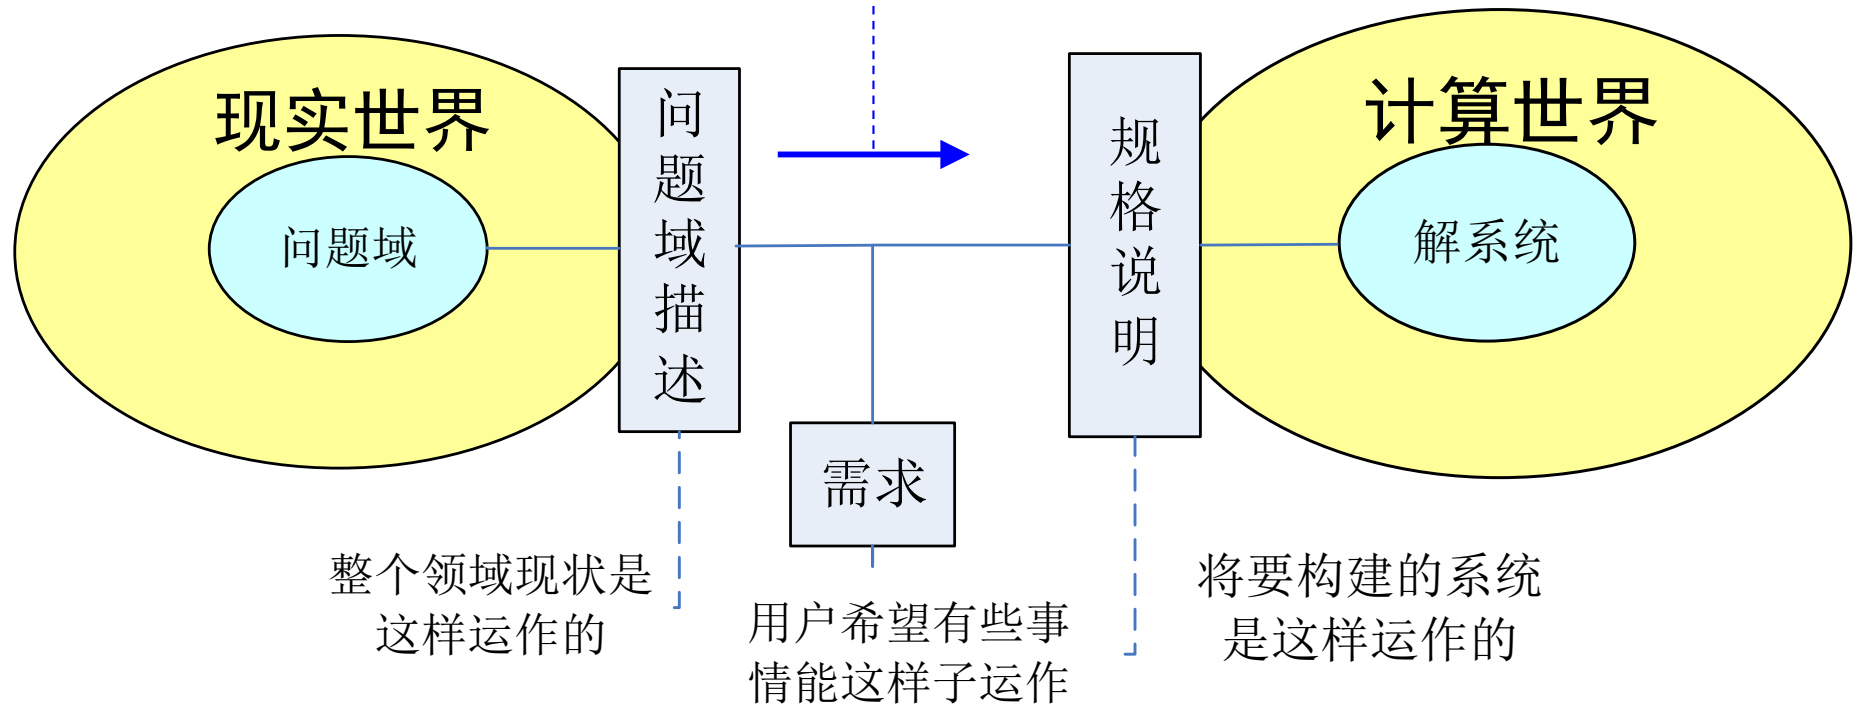 现实世界
问题域
问题域描述
规格说明
计算世界
解系统
需求
整个领域现状是
这样运作的
用户希望有些事
情能这样子运作
将要构建的系统
是这样运作的